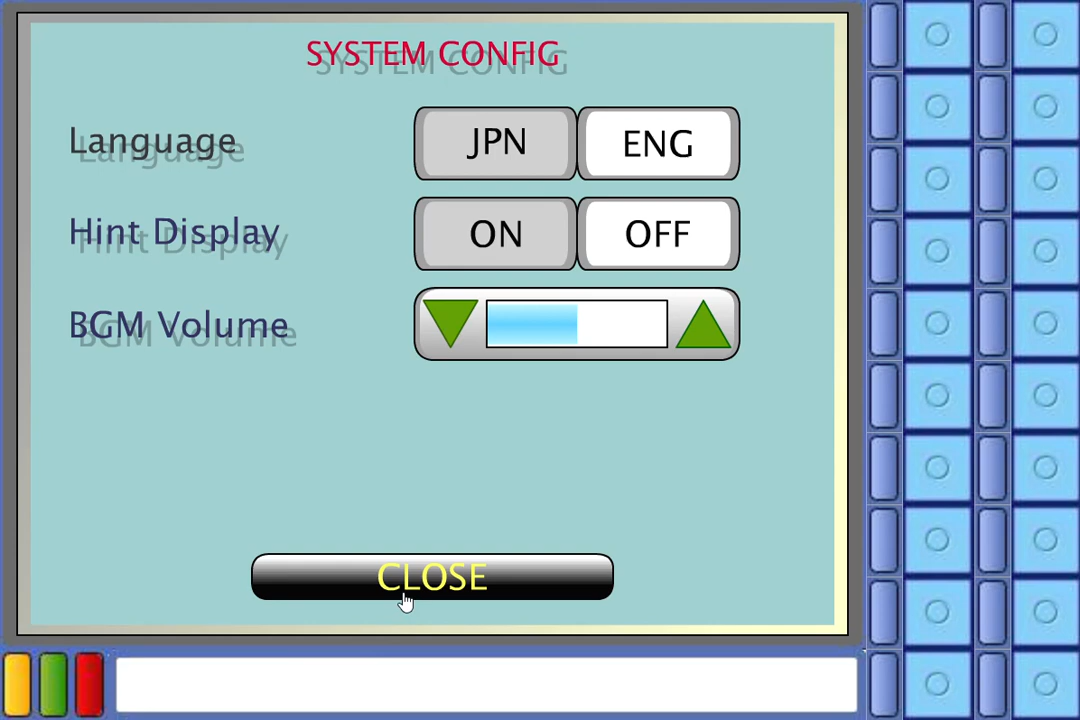 SYSTEM CONFIG
Language JPN ENG
Hint Display ON OFF
BGM Volume
CLOSE